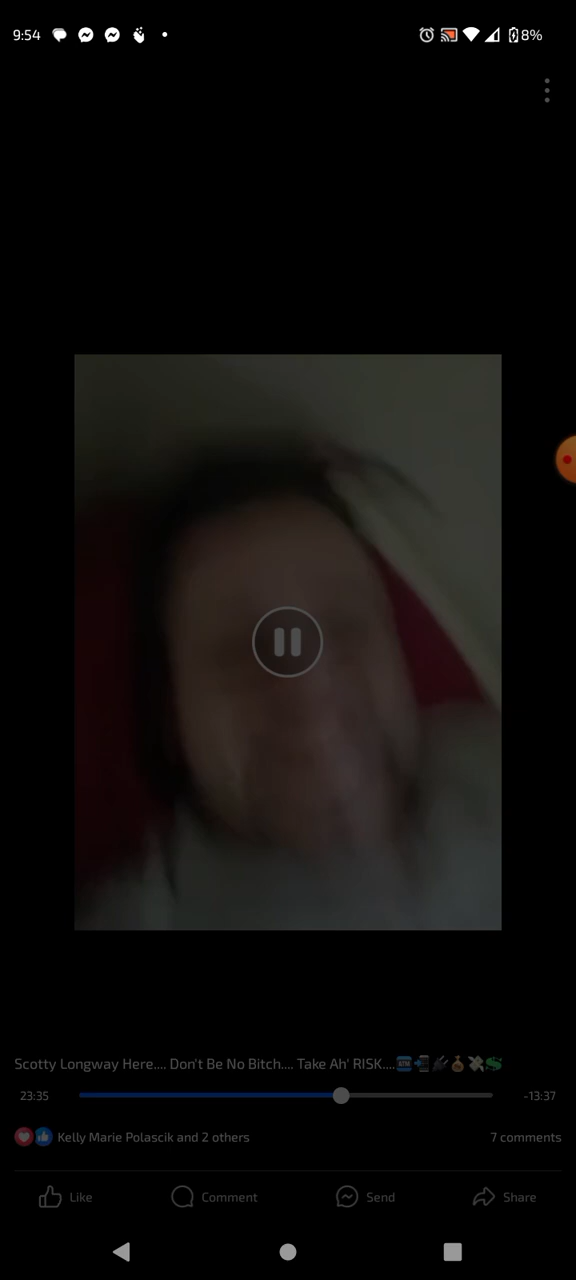 9:54
8%
Scotty Longway Here.... Don't Be No Bitch.... Take Ah' RISK....🏧📲🔌💰💸💲
23:35
-13:37
Kelly Marie Polascik and 2 others
7 comments
Like
Comment
Send
Share